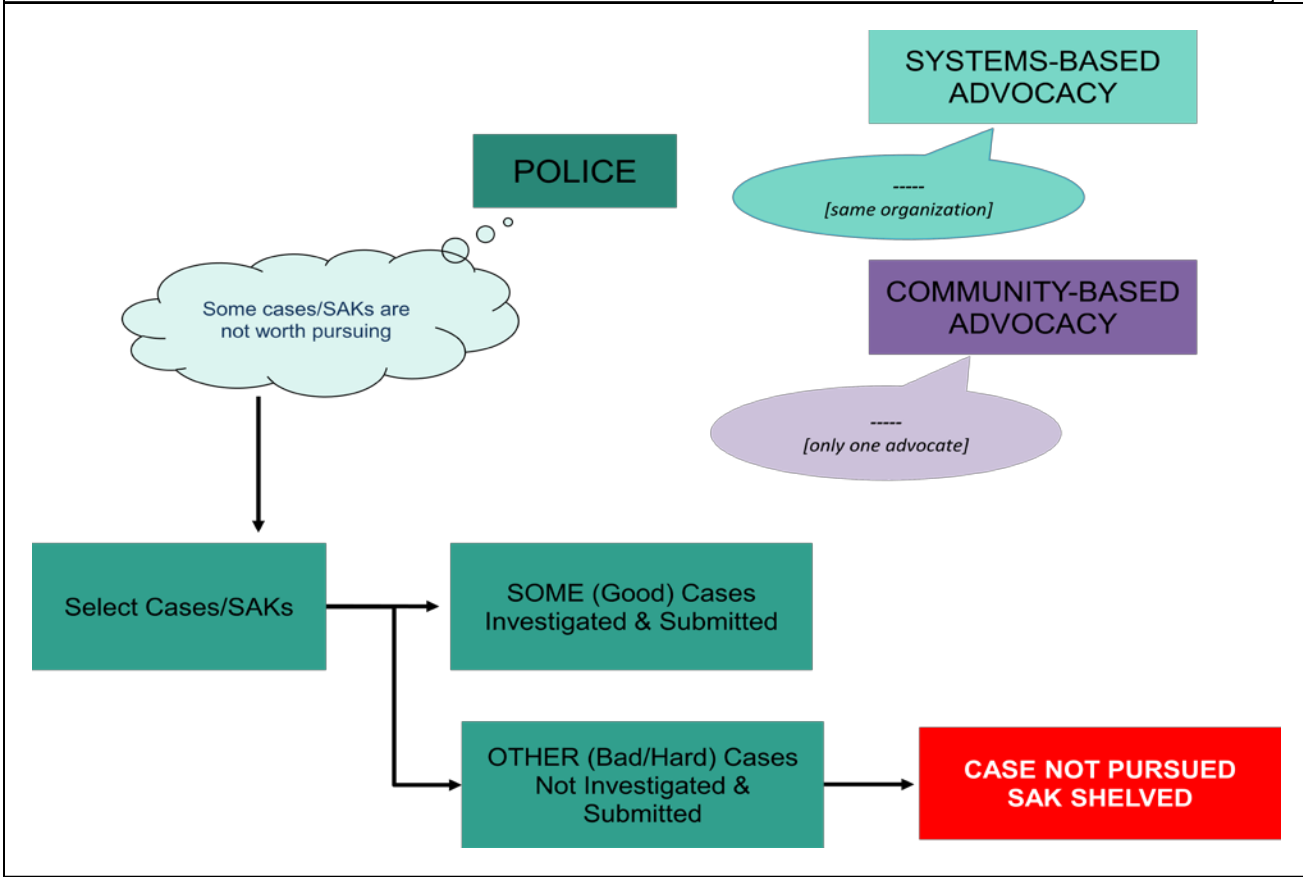 SYSTEMS-BASED
ADVOCACY
POLICE
-----
[same organization]
COMMUNITY-BASED
ADVOCACY
Some cases/SAKs are
not worth pursuing
-----
[only one advocate]
Select Cases/SAKs
SOME (Good) Cases
Investigated & Submitted
OTHER (Bad/Hard) Cases
Not Investigated &
Submitted
CASE NOT PURSUED
SAK SHELVED